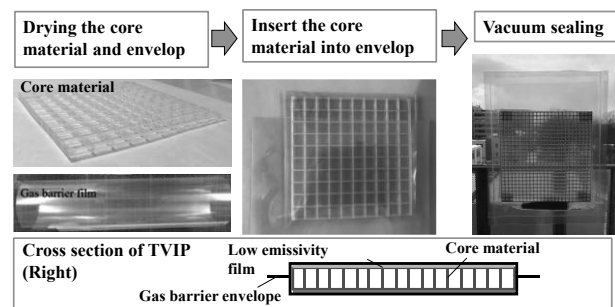 Drying the core
material and envelop
Insert the core
material into envelop
Vacuum sealing
Core material
Gas barrier film
Cross section of TVIP
(Right)
Low emissivity
film
Core material
Gas barrier envelope